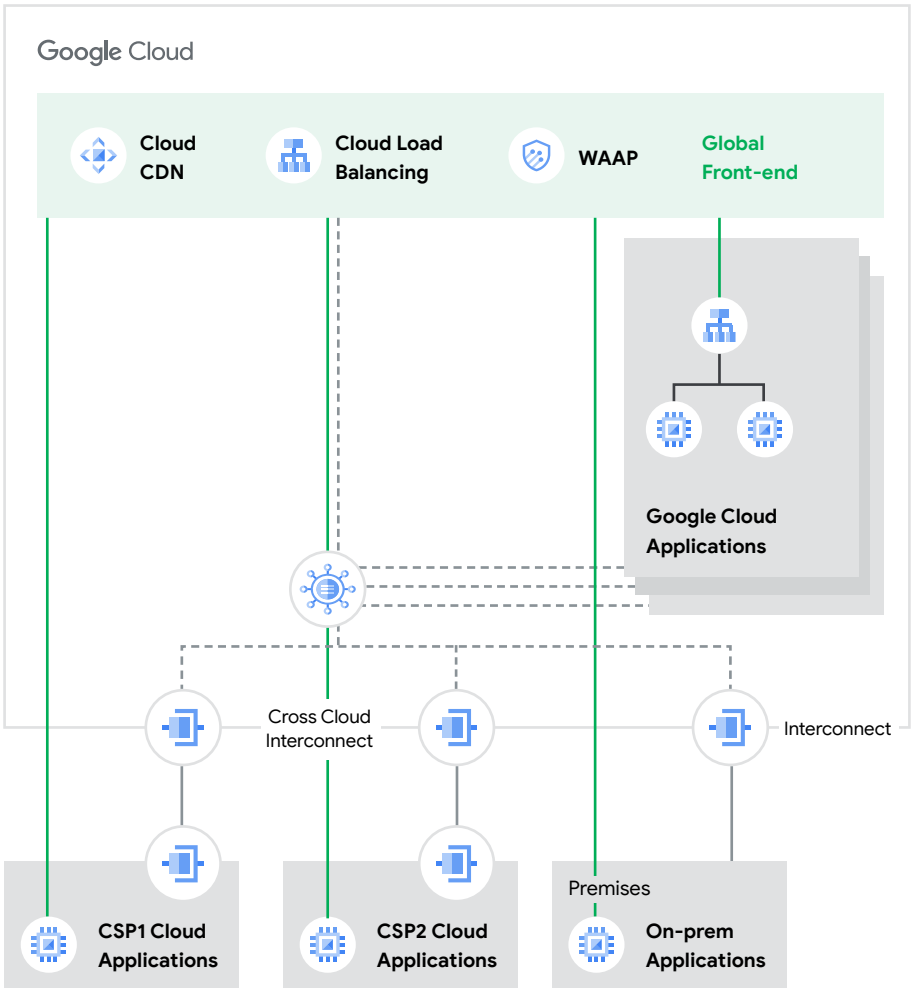 Google Cloud
Cloud
CDN
Cloud Load
Balancing
WAAP
Global
Front-end
Google Cloud
Applications
Cross Cloud
Interconnect
Interconnect
Premises
CSP1 Cloud
Applications
CSP2 Cloud
Applications
On-prem
Applications